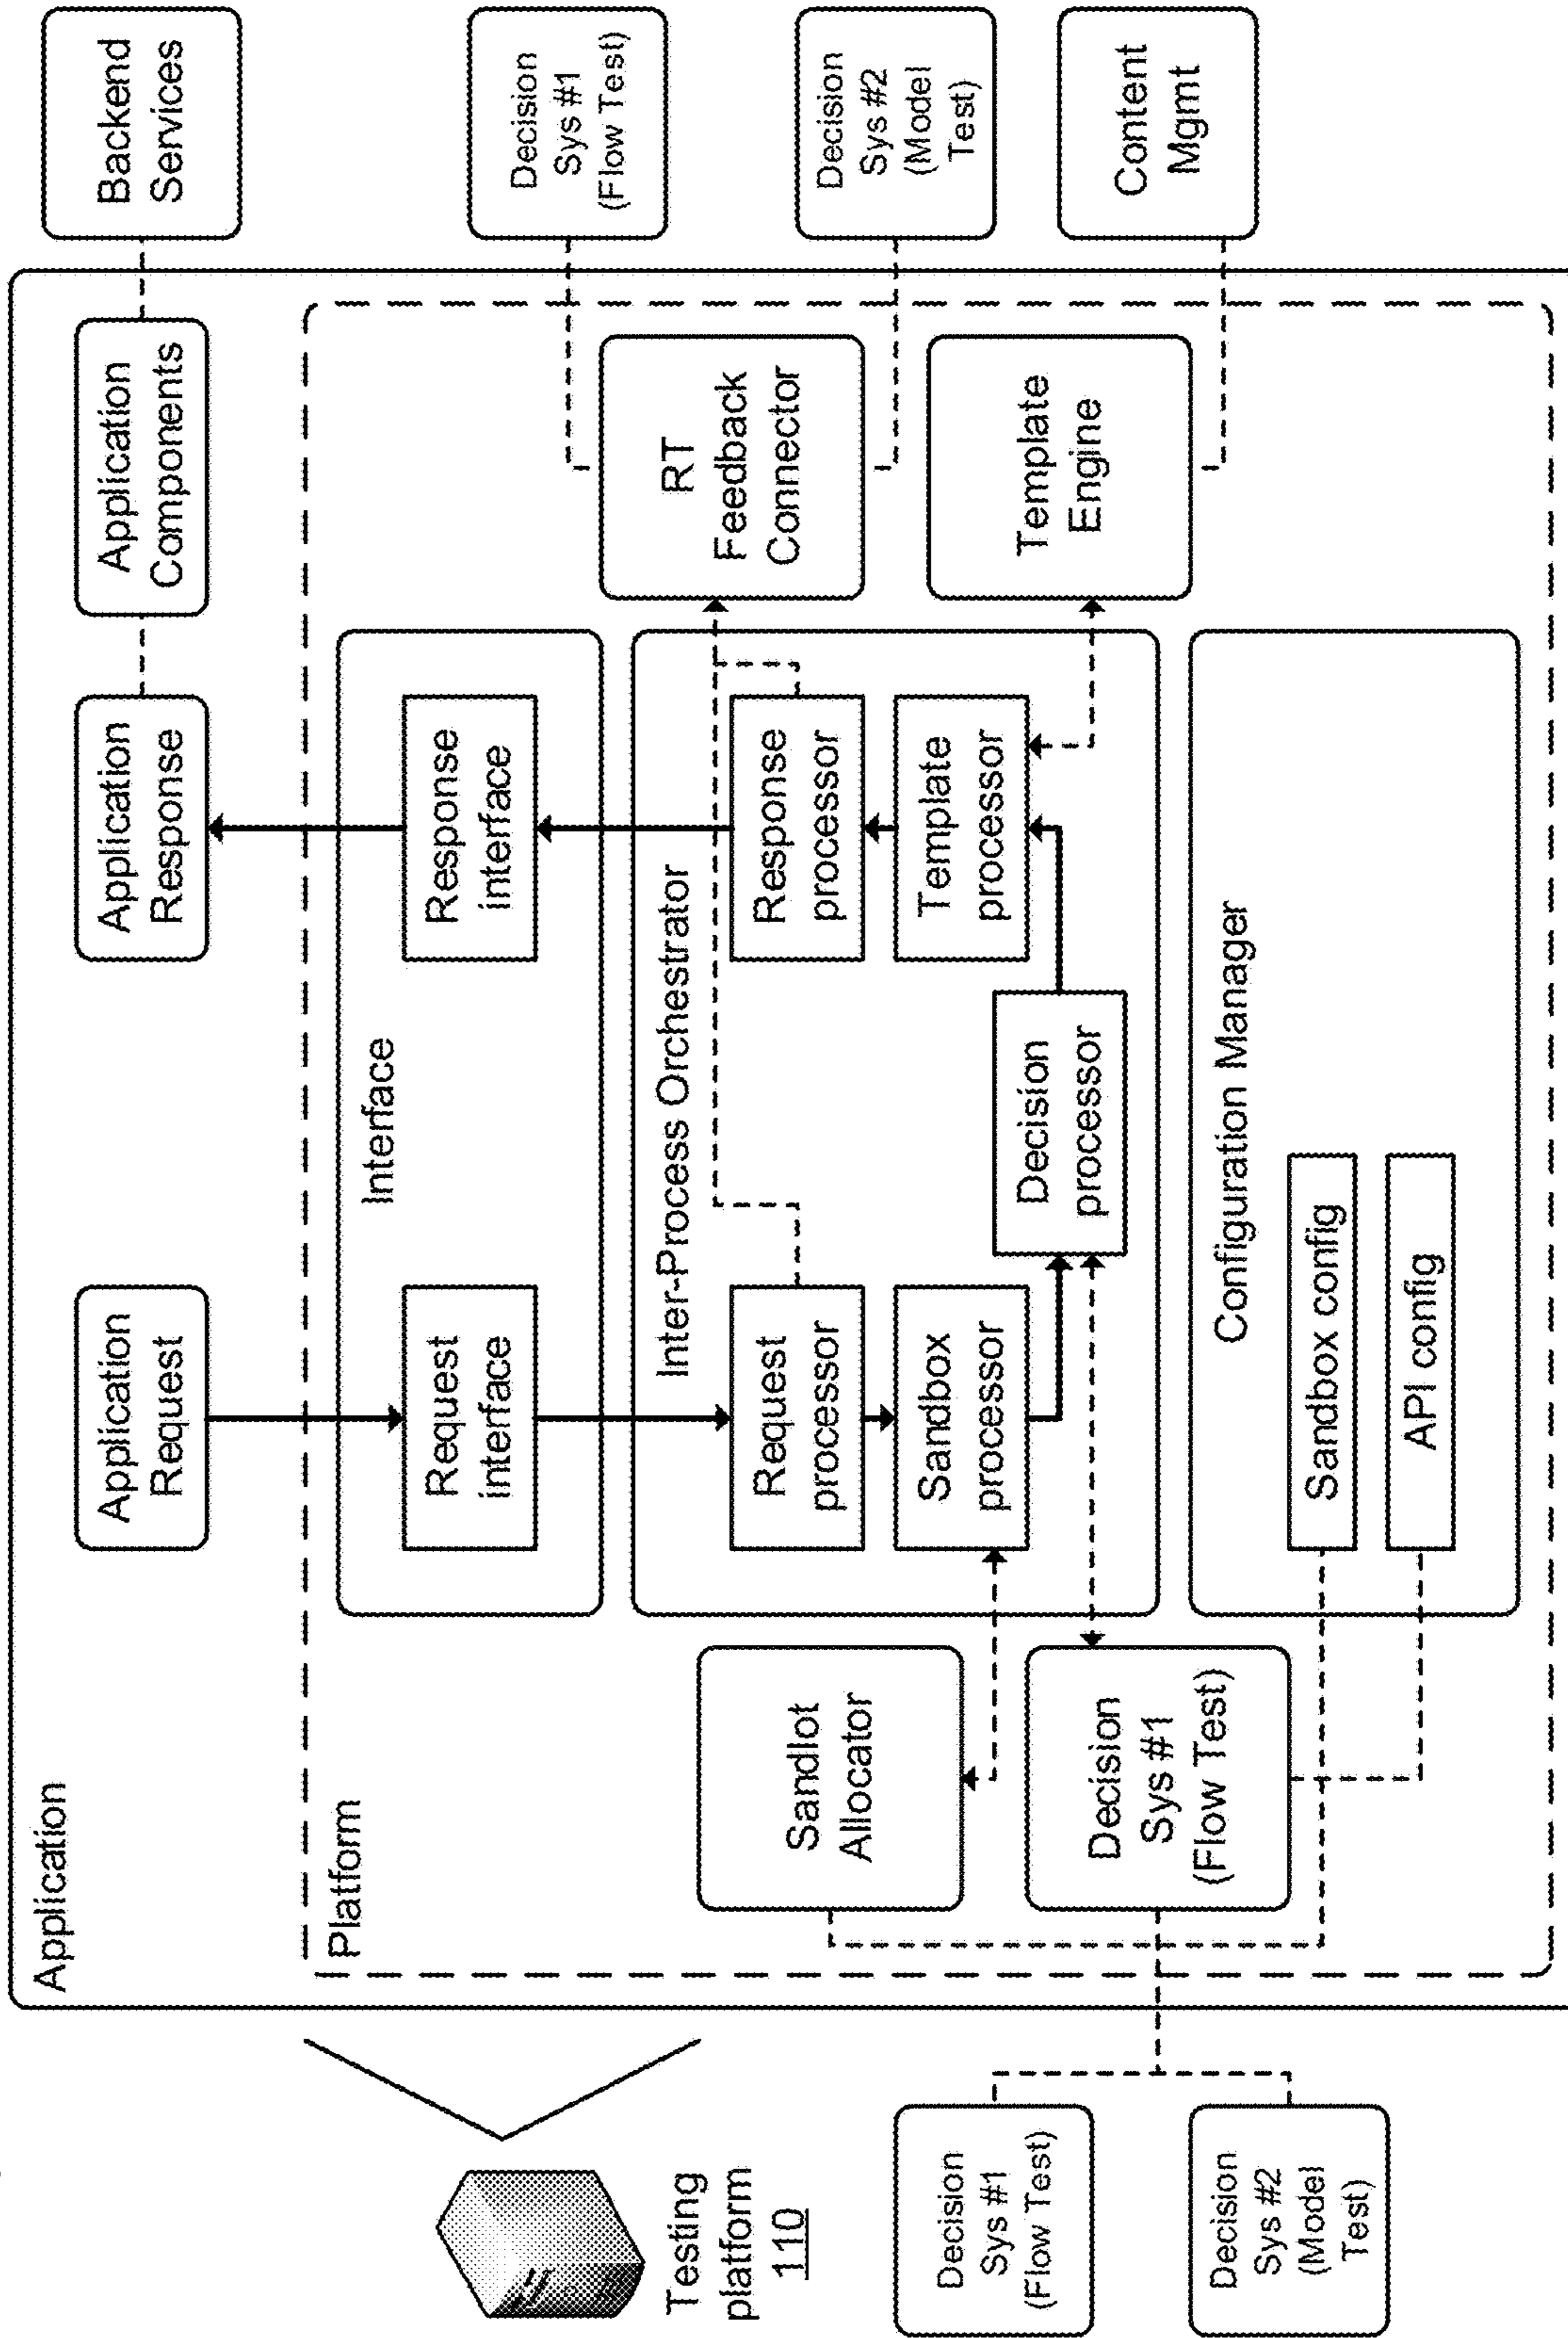 Application
Application
Request
Application
Response
Application
Components
Backend
Services
Platform
Interface
Request
interface
Response
interface
Inter-Process Orchestrator
Request
processor
Sandbox
processor
Decision
processor
Response
processor
Template
processor
RT
Feedback
Connector
Template
Engine
Decision
Sys #1
(Flow Test)
Decision
Sys #2
(Model
Test)
Content
Mgmt
Sandlot
Allocator
Decision
Sys #1
(Flow Test)
Configuration Manager
Sandbox config
API config
Testing
platform
110
Decision
Sys #1
(Flow Test)
Decision
Sys #2
(Model
Test)